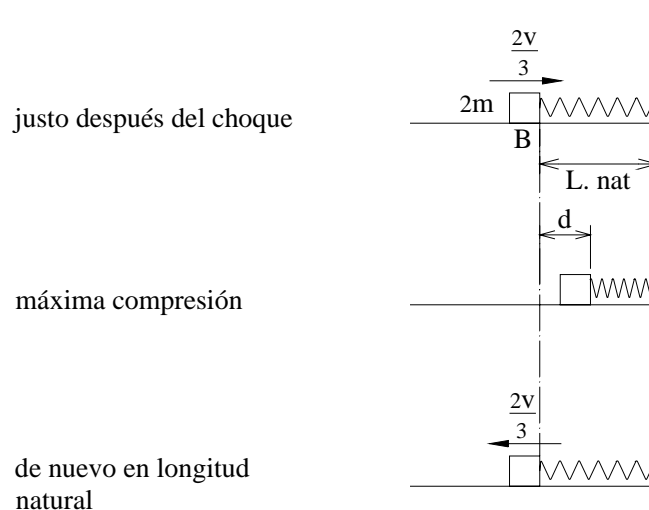 2v
3
justo después del choque
2m
B
L. nat
d
máxima compresión
2v
3
de nuevo en longitud
natural